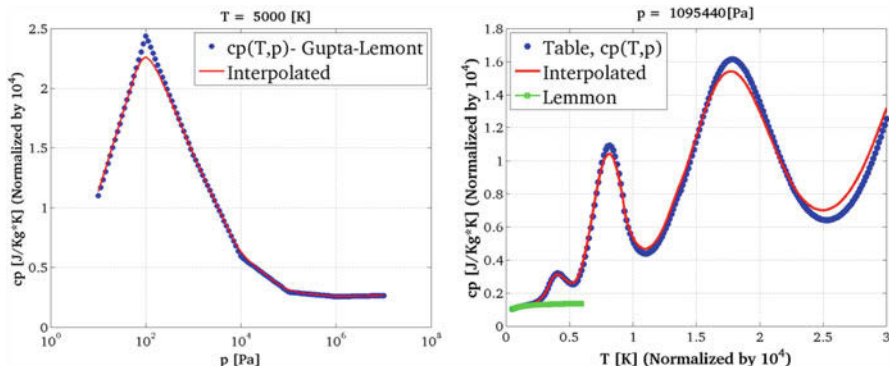 T = 5000 [K]
2.5
2
1.5
1
0.5
0
cp [J/Kg*K] (Normalized by 10^4)
cp(T,p)- Gupta-Lemont
Interpolated
10^0
10^2
10^4
10^6
10^8
p [Pa]
p = 1095440[Pa]
1.8
1.6
1.4
1.2
1
0.8
0.6
0.4
0.2
0
cp [J/Kg*K] (Normalized by 10^4)
Table, cp(T,p)
Interpolated
Lemmon
0
0.5
1
1.5
2
2.5
3
T [K] (Normalized by 10^4)